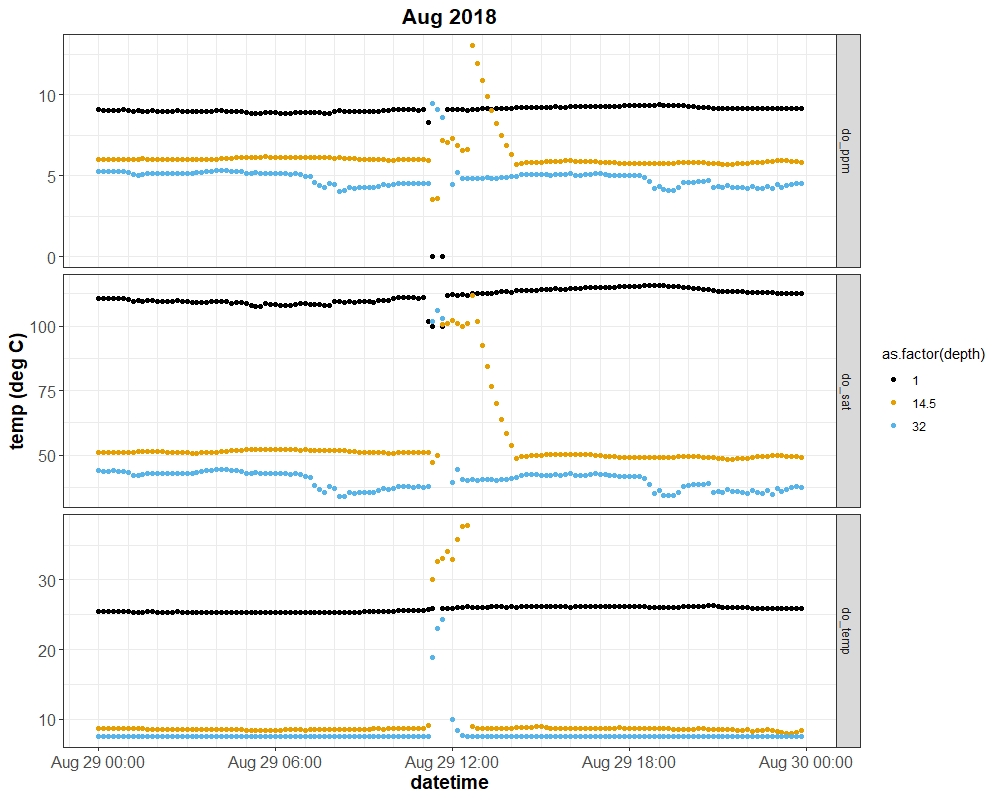 Aug 2018
10
5
0
do_ppm
100
75
50
do_sat
30
20
10
do_temp
temp (deg C)
Aug 29 00:00
Aug 29 06:00
Aug 29 12:00
Aug 29 18:00
Aug 30 00:00
datetime
as.factor(depth)
1
14.5
32